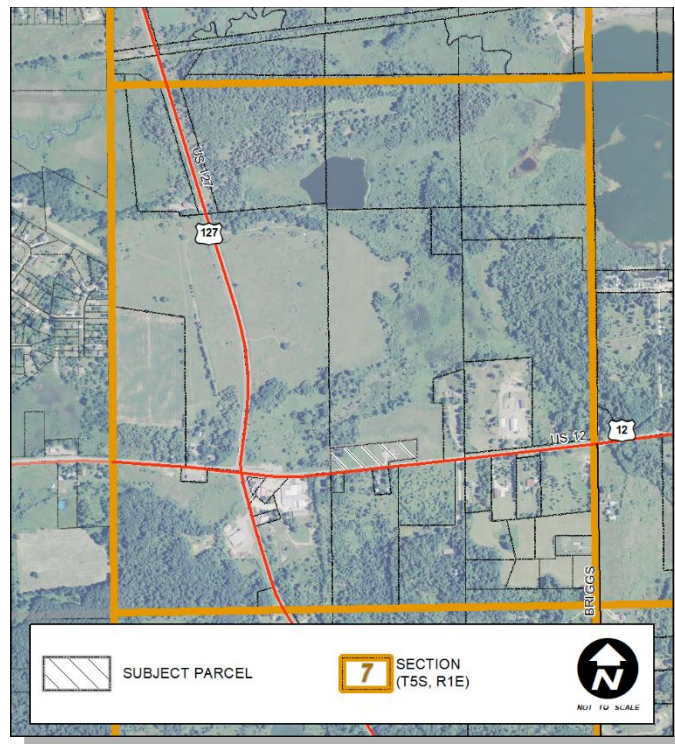 US 127
127
US 12
12
BRIGGS
SUBJECT PARCEL
7
SECTION
(T5S, R1E)
N
NOT TO SCALE